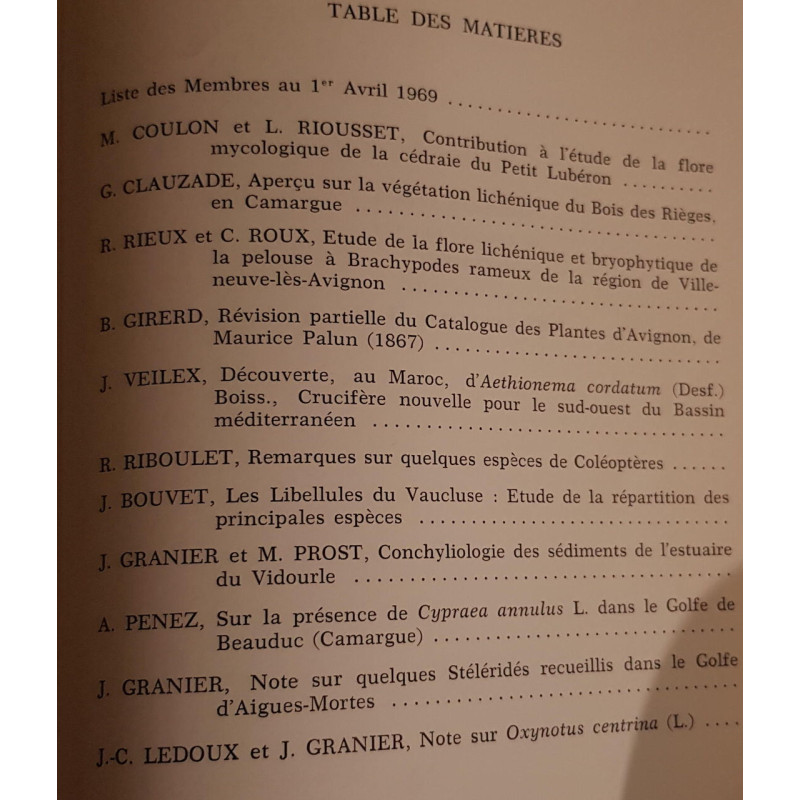 TABLE DES MATIERES
Liste des Membres au 1er Avril 1969 ........................
M. COULON et L. RIOUSSET, Contribution à l'étude de la flore
mycologique de la cédraie du Petit Lubéron ..........
G. CLAUZADE, Aperçu sur la végétation lichénique du Bois des Rièges,
en Camargue ....................................
R. RIEUX et C. ROUX, Etude de la flore lichénique et bryophytique de
la pelouse à Brachypodes rameux de la région de Ville-
neuve-lès-Avignon ................................
B. GIRERD, Révision partielle du Catalogue des Plantes d'Avignon, de
Maurice Palun (1867) .............................
J. VEILEX, Découverte, au Maroc, d'Aethionema cordatum (Desf.)
Boiss., Crucifère nouvelle pour le sud-ouest du Bassin
méditerranéen ...................................
R. RIBOULET, Remarques sur quelques espèces de Coléoptères ......
J. BOUVET, Les Libellules du Vaucluse : Etude de la répartition des
principales espèces ...............................
J. GRANIER et M. PROST, Conchyliologie des sédiments de l'estuaire
du Vidourle .....................................
A. PENEZ, Sur la présence de Cypraea annulus L. dans le Golfe de
Beauduc (Camargue) .............................
J. GRANIER, Note sur quelques Stéléridés recueillis dans le Golfe
d'Aigues-Mortes .................................
J.-C. LEDOUX et J. GRANIER, Note sur Oxynotus centrina (L.) ....